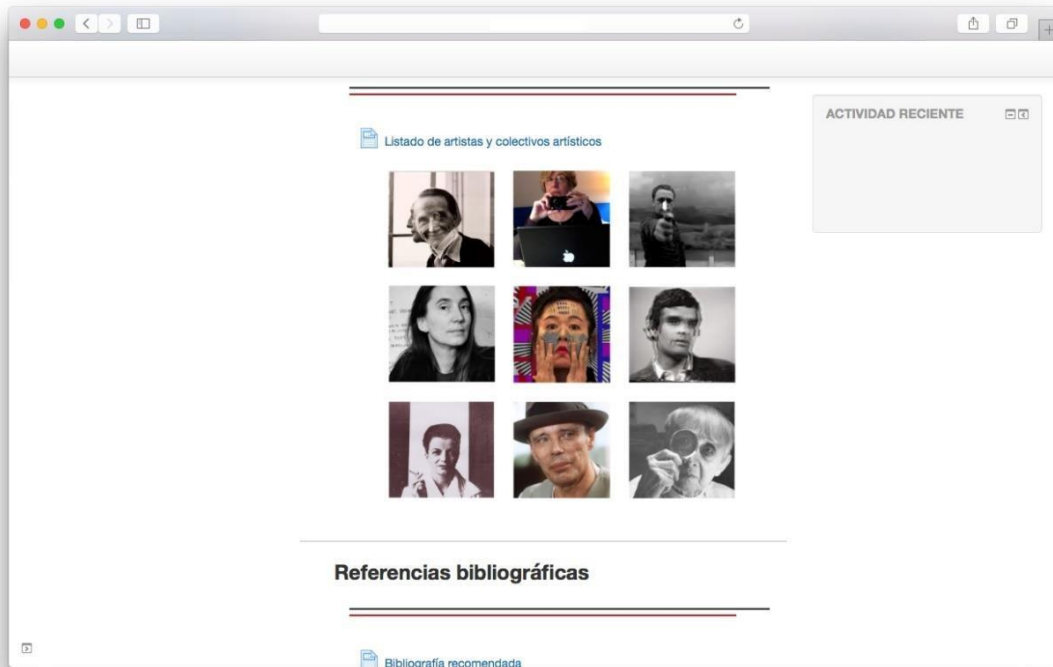 ACTIVIDAD RECIENTE
Listado de artistas y colectivos artísticos
Referencias bibliográficas
Bibliografía recomendada